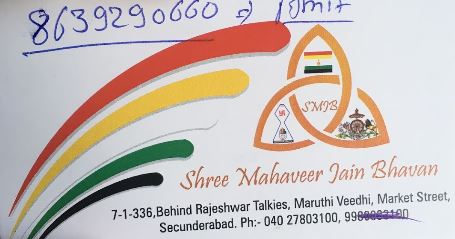 8639290660 → Amit
SMJB
Shree Mahaveer Jain Bhavan
7-1-336,Behind Rajeshwar Talkies, Maruthi Veedhi, Market Street,
Secunderabad. Ph:- 040 27803100,